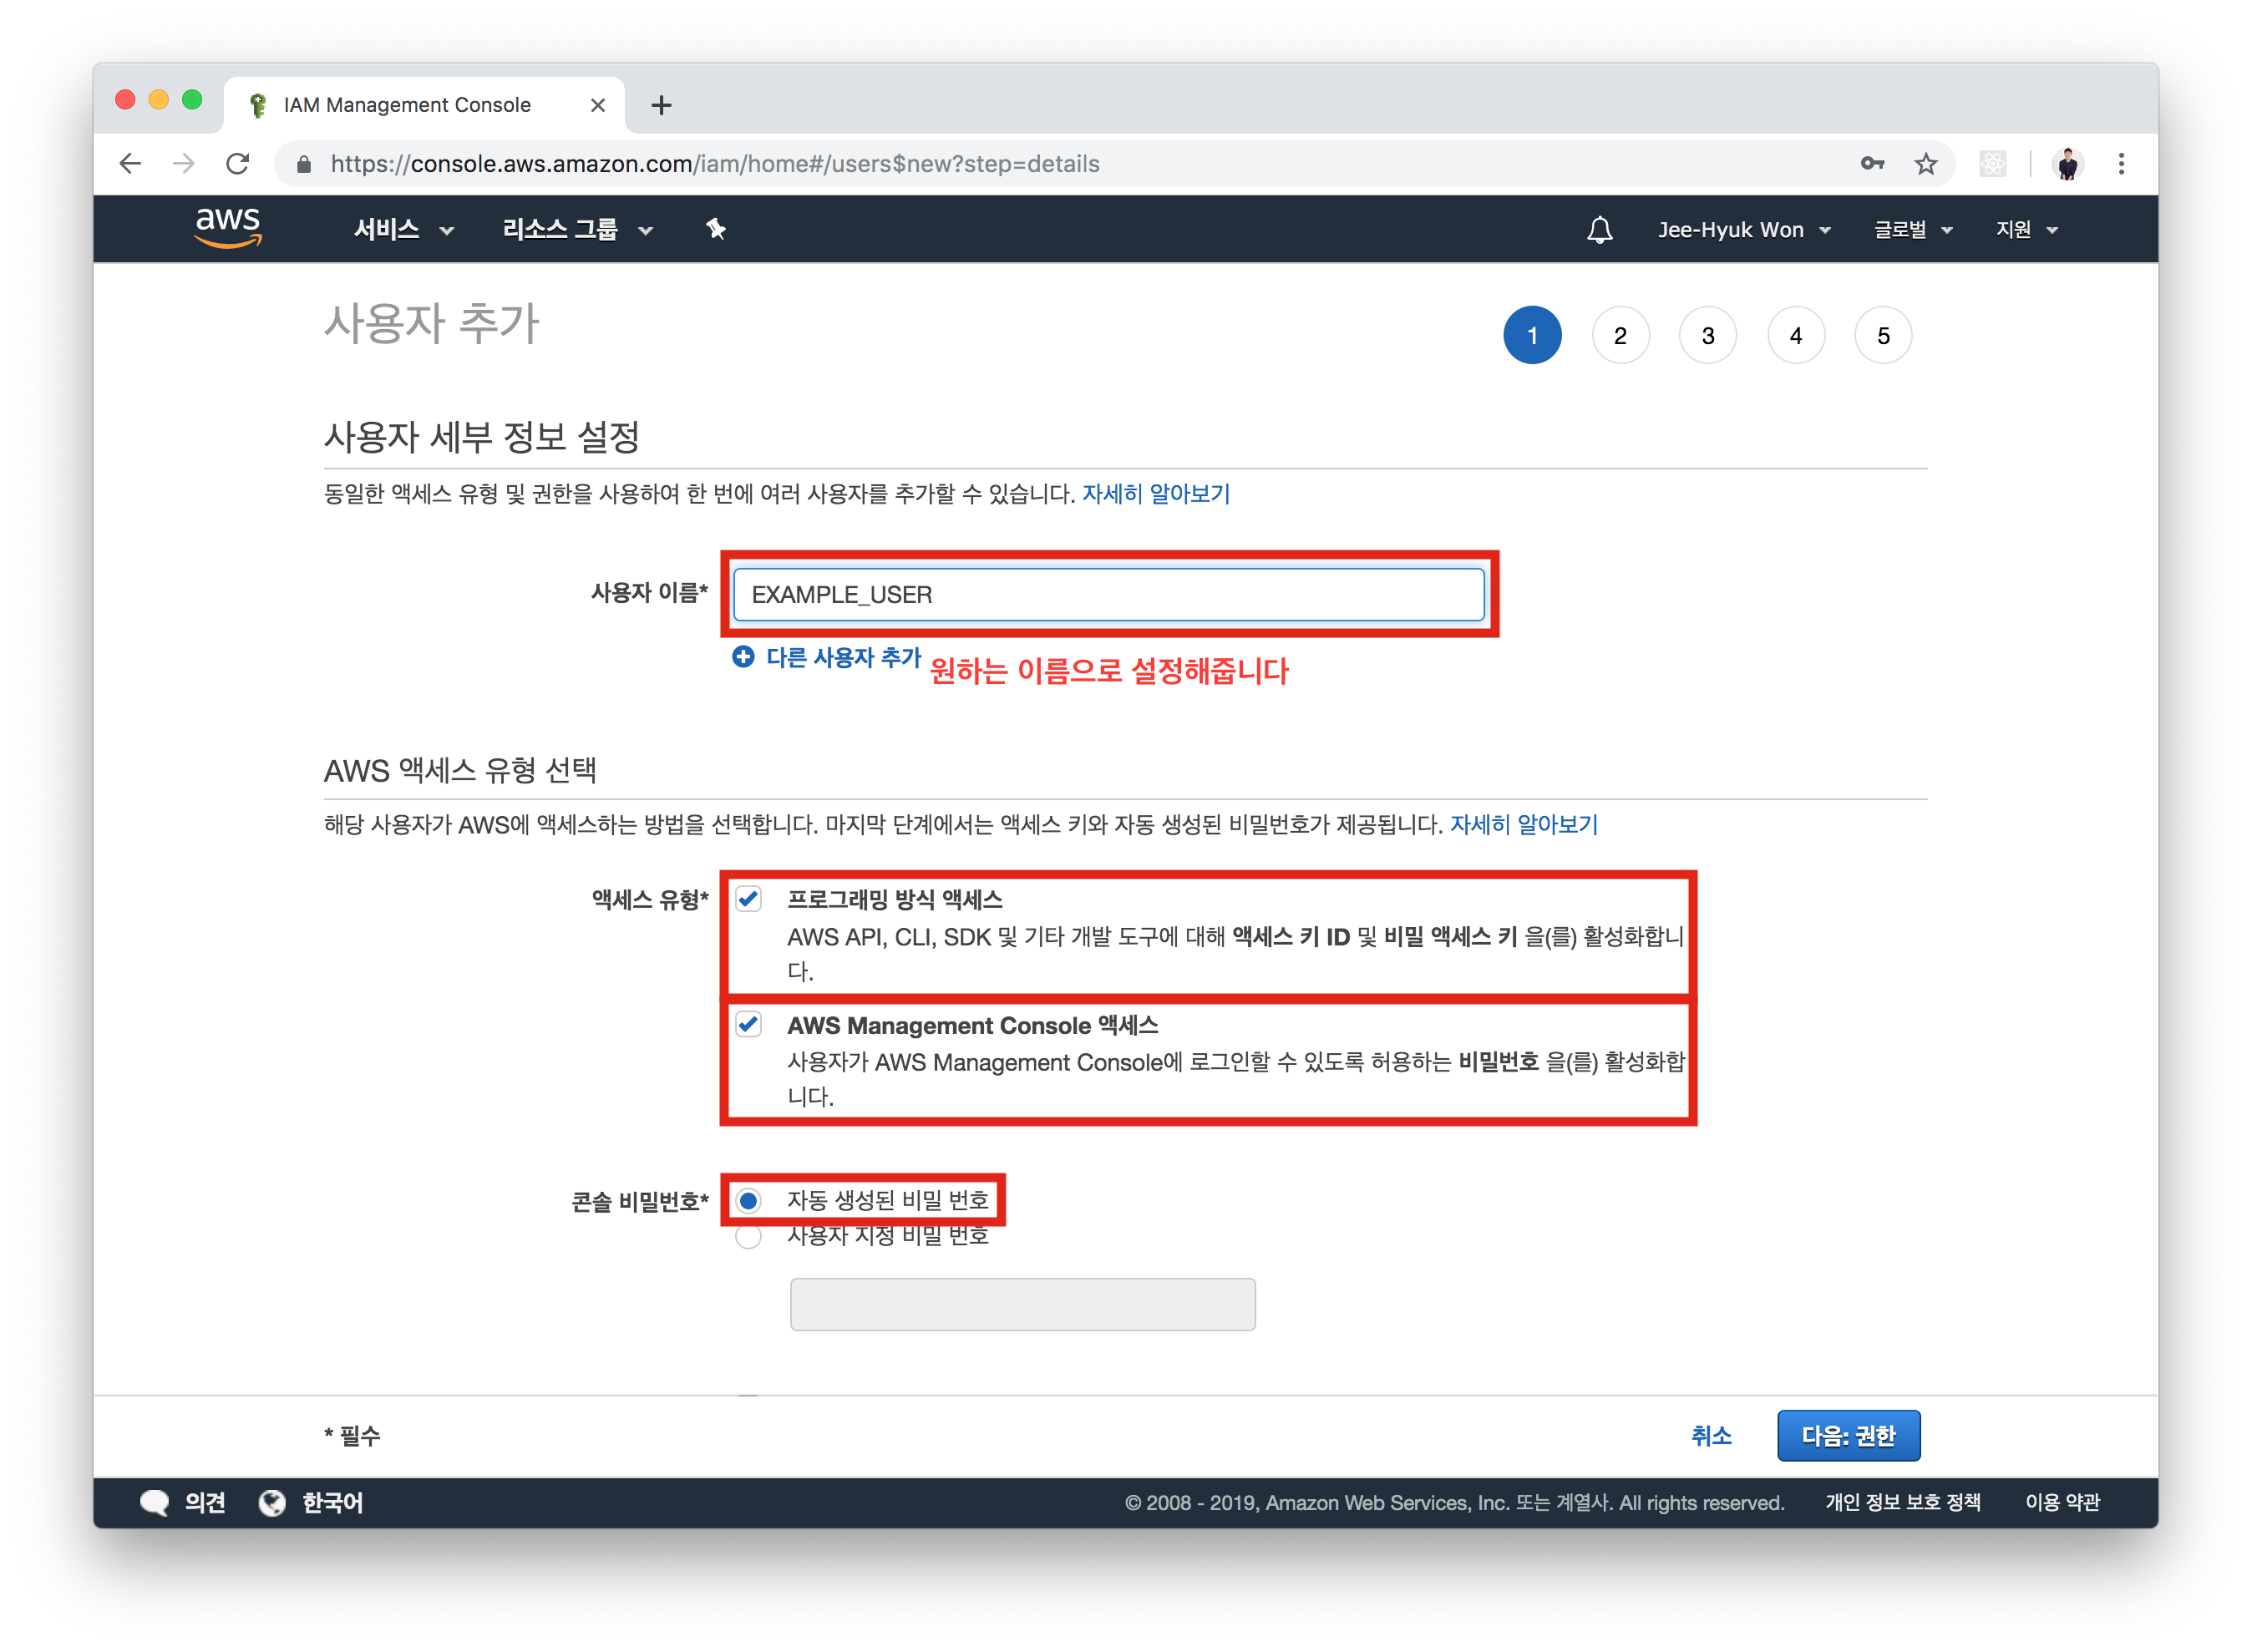 IAM Management Console
https://console.aws.amazon.com/iam/home#/users$new?step=details
aws 서비스 리소스 그룹 Jee-Hyuk Won 글로벌 지원
사용자 추가 1 2 3 4 5
사용자 세부 정보 설정
동일한 액세스 유형 및 권한을 사용하여 한 번에 여러 사용자를 추가할 수 있습니다. 자세히 알아보기
사용자 이름* EXAMPLE_USER
다른 사용자 추가
원하는 이름으로 설정해줍니다
AWS 액세스 유형 선택
해당 사용자가 AWS에 액세스하는 방법을 선택합니다. 마지막 단계에서는 액세스 키와 자동 생성된 비밀번호가 제공됩니다. 자세히 알아보기
액세스 유형* 프로그래밍 방식 액세스
AWS API, CLI, SDK 및 기타 개발 도구에 대해 액세스 키 ID 및 비밀 액세스 키 을(를) 활성화합니
다.
AWS Management Console 액세스
사용자가 AWS Management Console에 로그인할 수 있도록 허용하는 비밀번호 을(를) 활성화합
니다.
콘솔 비밀번호* 자동 생성된 비밀 번호
사용자 지정 비밀 번호
* 필수 취소 다음: 권한
의견 한국어 © 2008 - 2019, Amazon Web Services, Inc. 또는 계열사. All rights reserved. 개인 정보 보호 정책 이용 약관